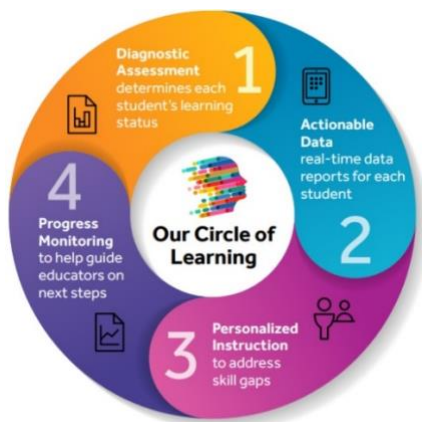 Our Circle of
Learning
1
Diagnostic
Assessment
determines each
student's learning
status
2
Actionable
Data
real-time data
reports for each
student
3
Personalized
Instruction
to address
skill gaps
4
Progress
Monitoring
to help guide
educators on
next steps